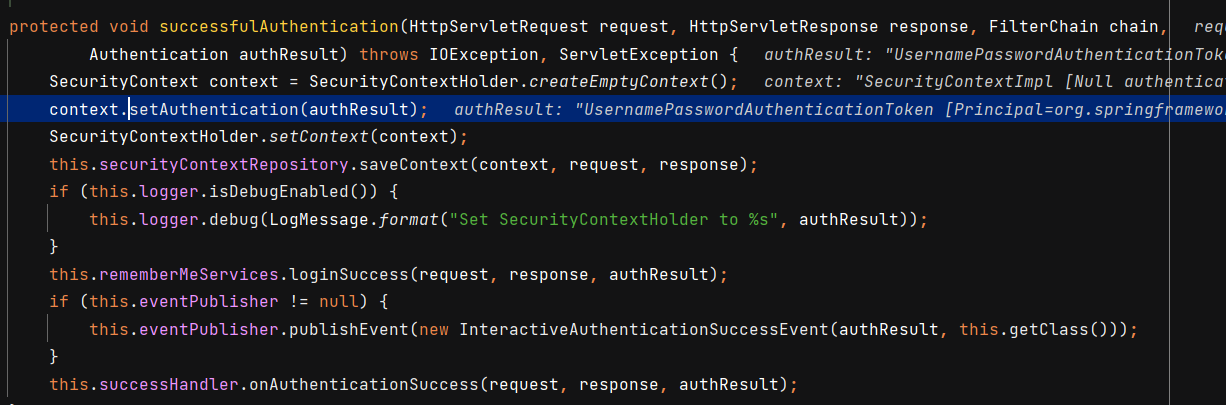 protected void successfulAuthentication(HttpServletRequest request, HttpServletResponse response, FilterChain chain,   requ
        Authentication authResult) throws IOException, ServletException {   authResult: "UsernamePasswordAuthenticationToke
    SecurityContext context = SecurityContextHolder.createEmptyContext();   context: "SecurityContextImpl [Null authenticat
    context.setAuthentication(authResult);   authResult: "UsernamePasswordAuthenticationToken [Principal=org.springframewor
    SecurityContextHolder.setContext(context);
    this.securityContextRepository.saveContext(context, request, response);
    if (this.logger.isDebugEnabled()) {
        this.logger.debug(LogMessage.format("Set SecurityContextHolder to %s", authResult));
    }
    this.rememberMeServices.loginSuccess(request, response, authResult);
    if (this.eventPublisher != null) {
        this.eventPublisher.publishEvent(new InteractiveAuthenticationSuccessEvent(authResult, this.getClass()));
    }
    this.successHandler.onAuthenticationSuccess(request, response, authResult);